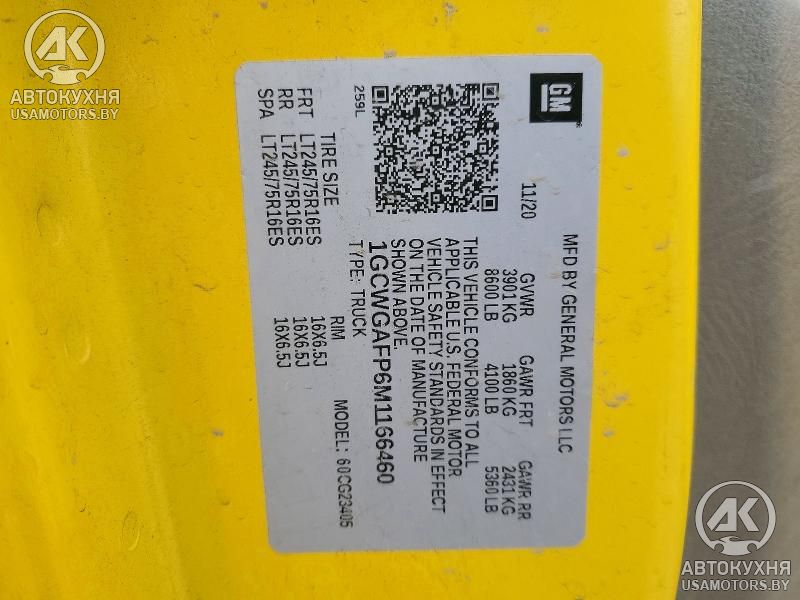 АВТОКУХНЯ
USAMOTORS.BY
GM
MFD BY GENERAL MOTORS LLC
11/20 GVWR GAWR FRT GAWR RR
3901 KG 1860 KG 2431 KG
8600 LB 4100 LB 5360 LB
259L
THIS VEHICLE CONFORMS TO ALL
APPLICABLE U.S. FEDERAL MOTOR
VEHICLE SAFETY STANDARDS IN EFFECT
ON THE DATE OF MANUFACTURE
SHOWN ABOVE.
1GCWGAFP6M1166460
TYPE: TRUCK MODEL: 60CG23405
TIRE SIZE RIM
FRT LT245/75R16ES 16X6.5J
RR LT245/75R16ES 16X6.5J
SPA LT245/75R16ES 16X6.5J
АВТОКУХНЯ
USAMOTORS.BY